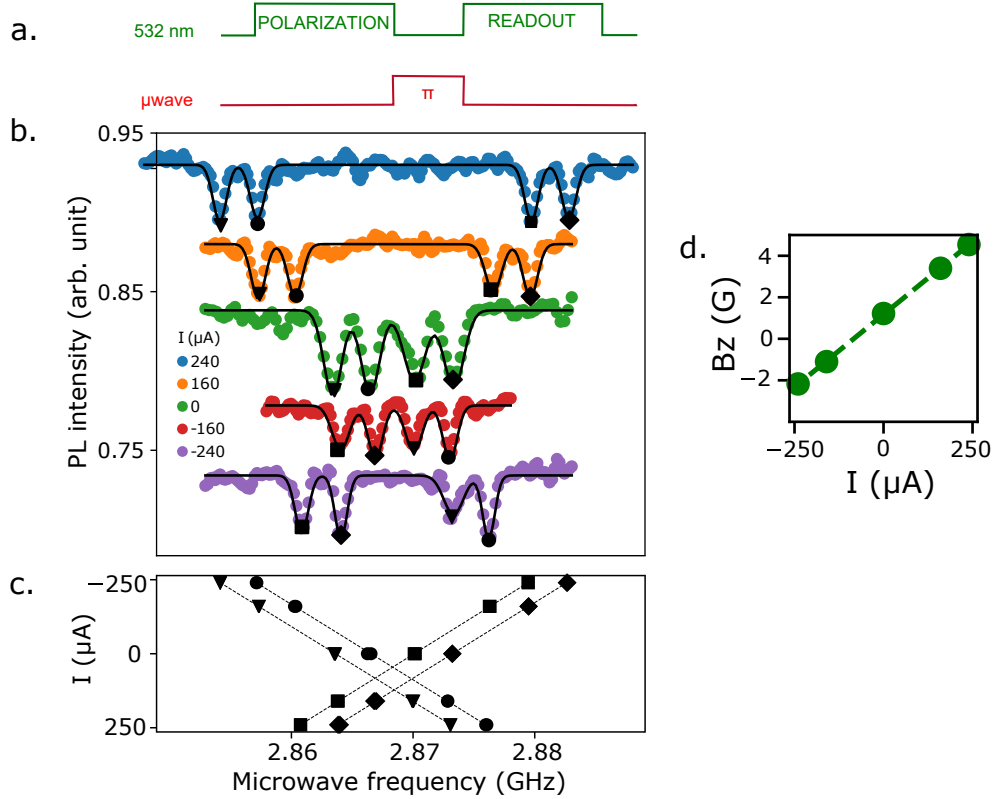 a.
532 nm
POLARIZATION
READOUT
μwave
π
b.
0.95
0.85
0.75
PL intensity (arb. unit)
I (μA)
240
160
0
-160
-240
c.
−250
0
250
I (μA)
2.86
2.87
2.88
Microwave frequency (GHz)
d.
4
2
0
−2
Bz (G)
−250
0
250
I (μA)